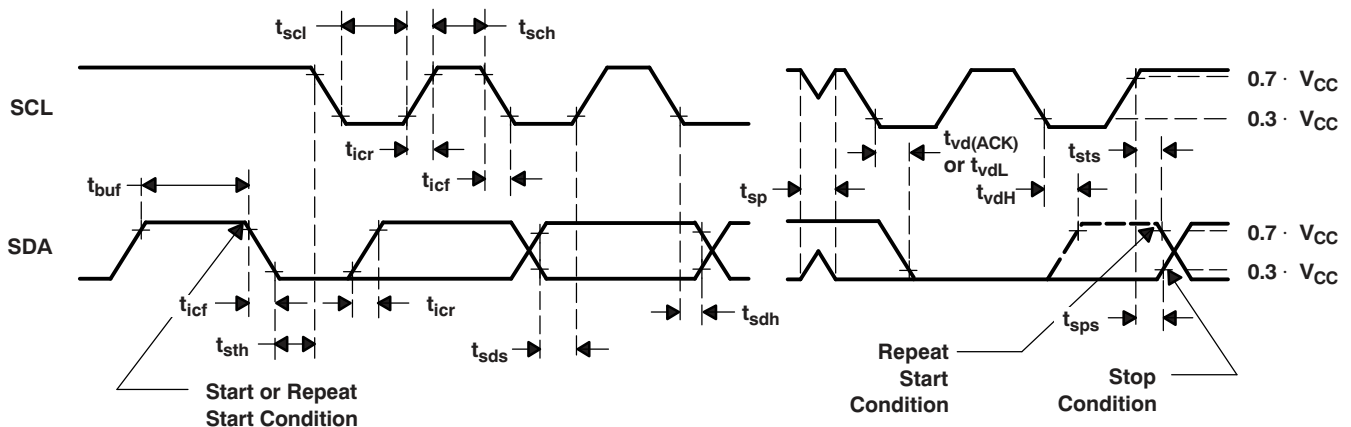 tscl
tsch
SCL
0.7 · VCC
0.3 · VCC
ticr
ticf
tvd(ACK)
or tvdL
tsts
tbuf
tsp
tvdH
SDA
0.7 · VCC
0.3 · VCC
ticf
ticr
tsdh
tsps
tsth
tsds
Start or Repeat
Start Condition
Repeat
Start
Condition
Stop
Condition